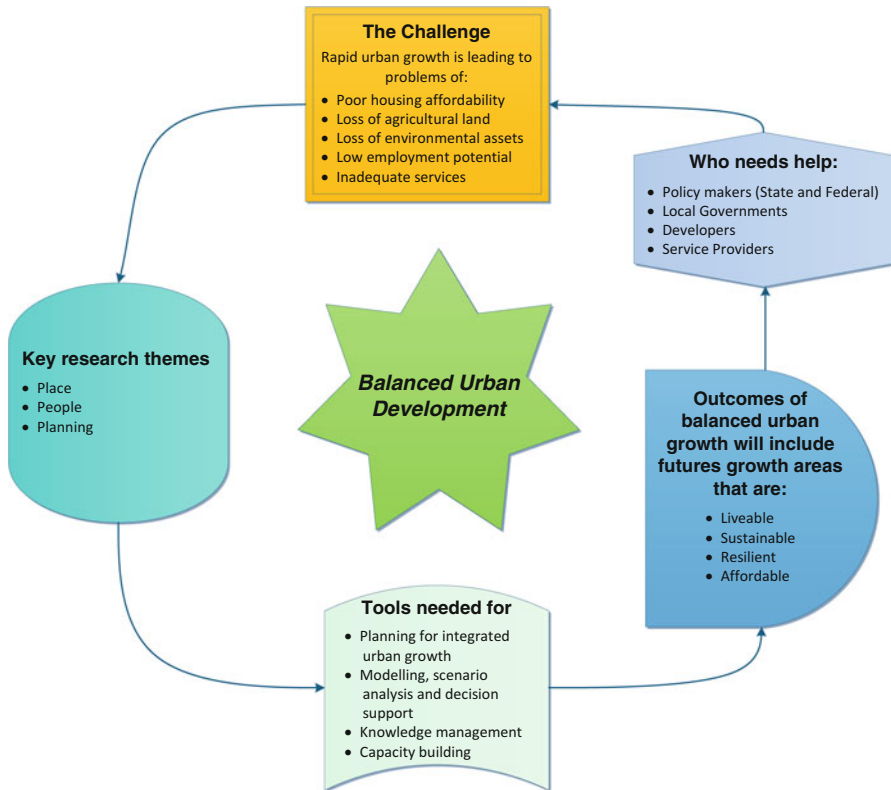 The Challenge
Rapid urban growth is leading to
problems of:
• Poor housing affordability
• Loss of agricultural land
• Loss of environmental assets
• Low employment potential
• Inadequate services
Who needs help:
• Policy makers (State and Federal)
• Local Governments
• Developers
• Service Providers
Key research themes
• Place
• People
• Planning
Balanced Urban
Development
Outcomes of
balanced urban
growth will include
futures growth areas
that are:
• Liveable
• Sustainable
• Resilient
• Affordable
Tools needed for
• Planning for integrated
urban growth
• Modelling, scenario
analysis and decision
support
• Knowledge management
• Capacity building